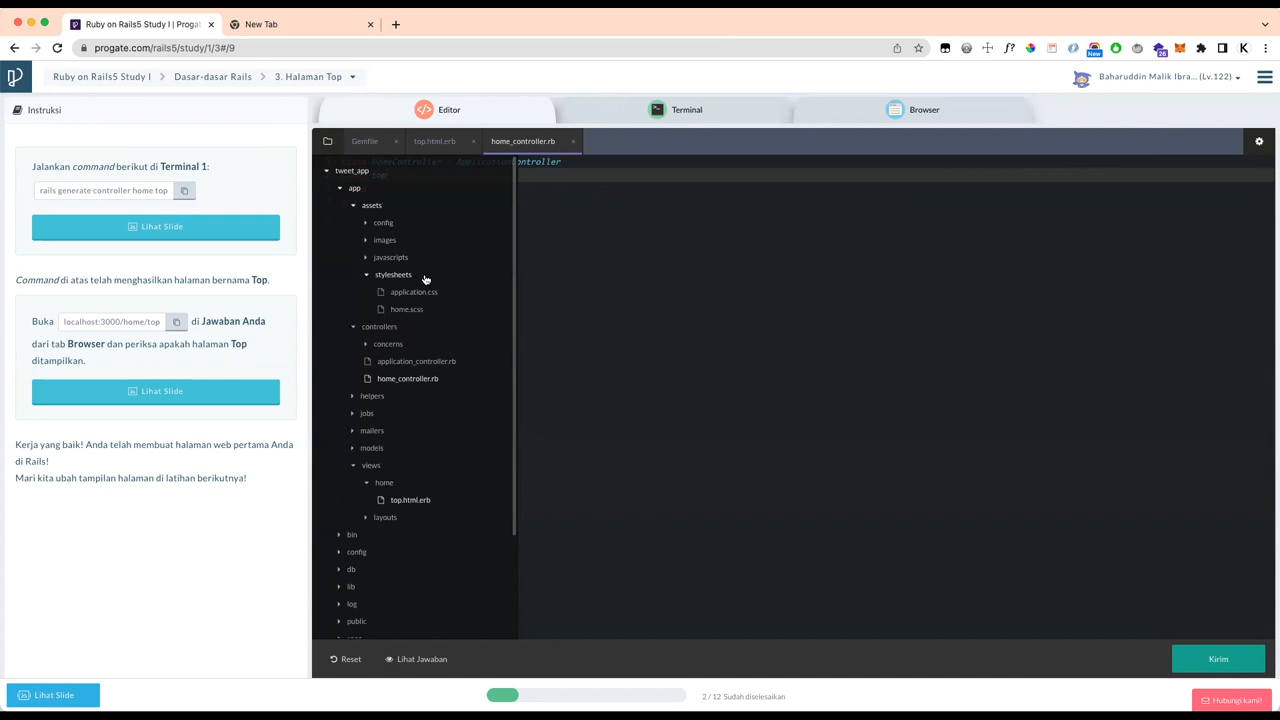 Ruby on Rails5 Study I | Progat
New Tab
progate.com/rails5/study/1/3#/9
New
26
K
Ruby on Rails5 Study I
Dasar-dasar Rails
3. Halaman Top
Baharuddin Malik Ibra... (Lv.122)
Instruksi
Editor
Terminal
Browser
Jalankan command berikut di Terminal 1:
rails generate controller home top
Lihat Slide
Command di atas telah menghasilkan halaman bernama Top.
Buka localhost:3000/home/top di Jawaban Anda
dari tab Browser dan periksa apakah halaman Top
ditampilkan.
Lihat Slide
Kerja yang baik! Anda telah membuat halaman web pertama Anda
di Rails!
Mari kita ubah tampilan halaman di latihan berikutnya!
Gemfile
top.html.erb
home_controller.rb
class HomeController < ApplicationController
top
tweet_app
app
assets
config
images
javascripts
stylesheets
application.css
home.scss
controllers
concerns
application_controller.rb
home_controller.rb
helpers
jobs
mailers
models
views
home
top.html.erb
layouts
bin
config
db
lib
log
public
Reset
Lihat Jawaban
Kirim
Lihat Slide
2 / 12 Sudah diselesaikan
Hubungi kami!